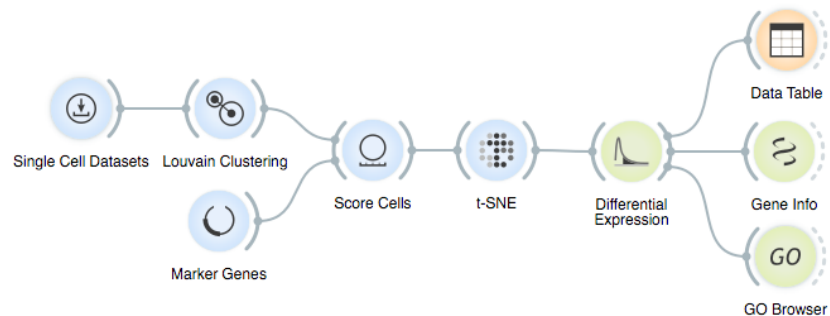 Single Cell Datasets
Louvain Clustering
Marker Genes
Score Cells
t-SNE
Differential
Expression
Data Table
Gene Info
GO
GO Browser